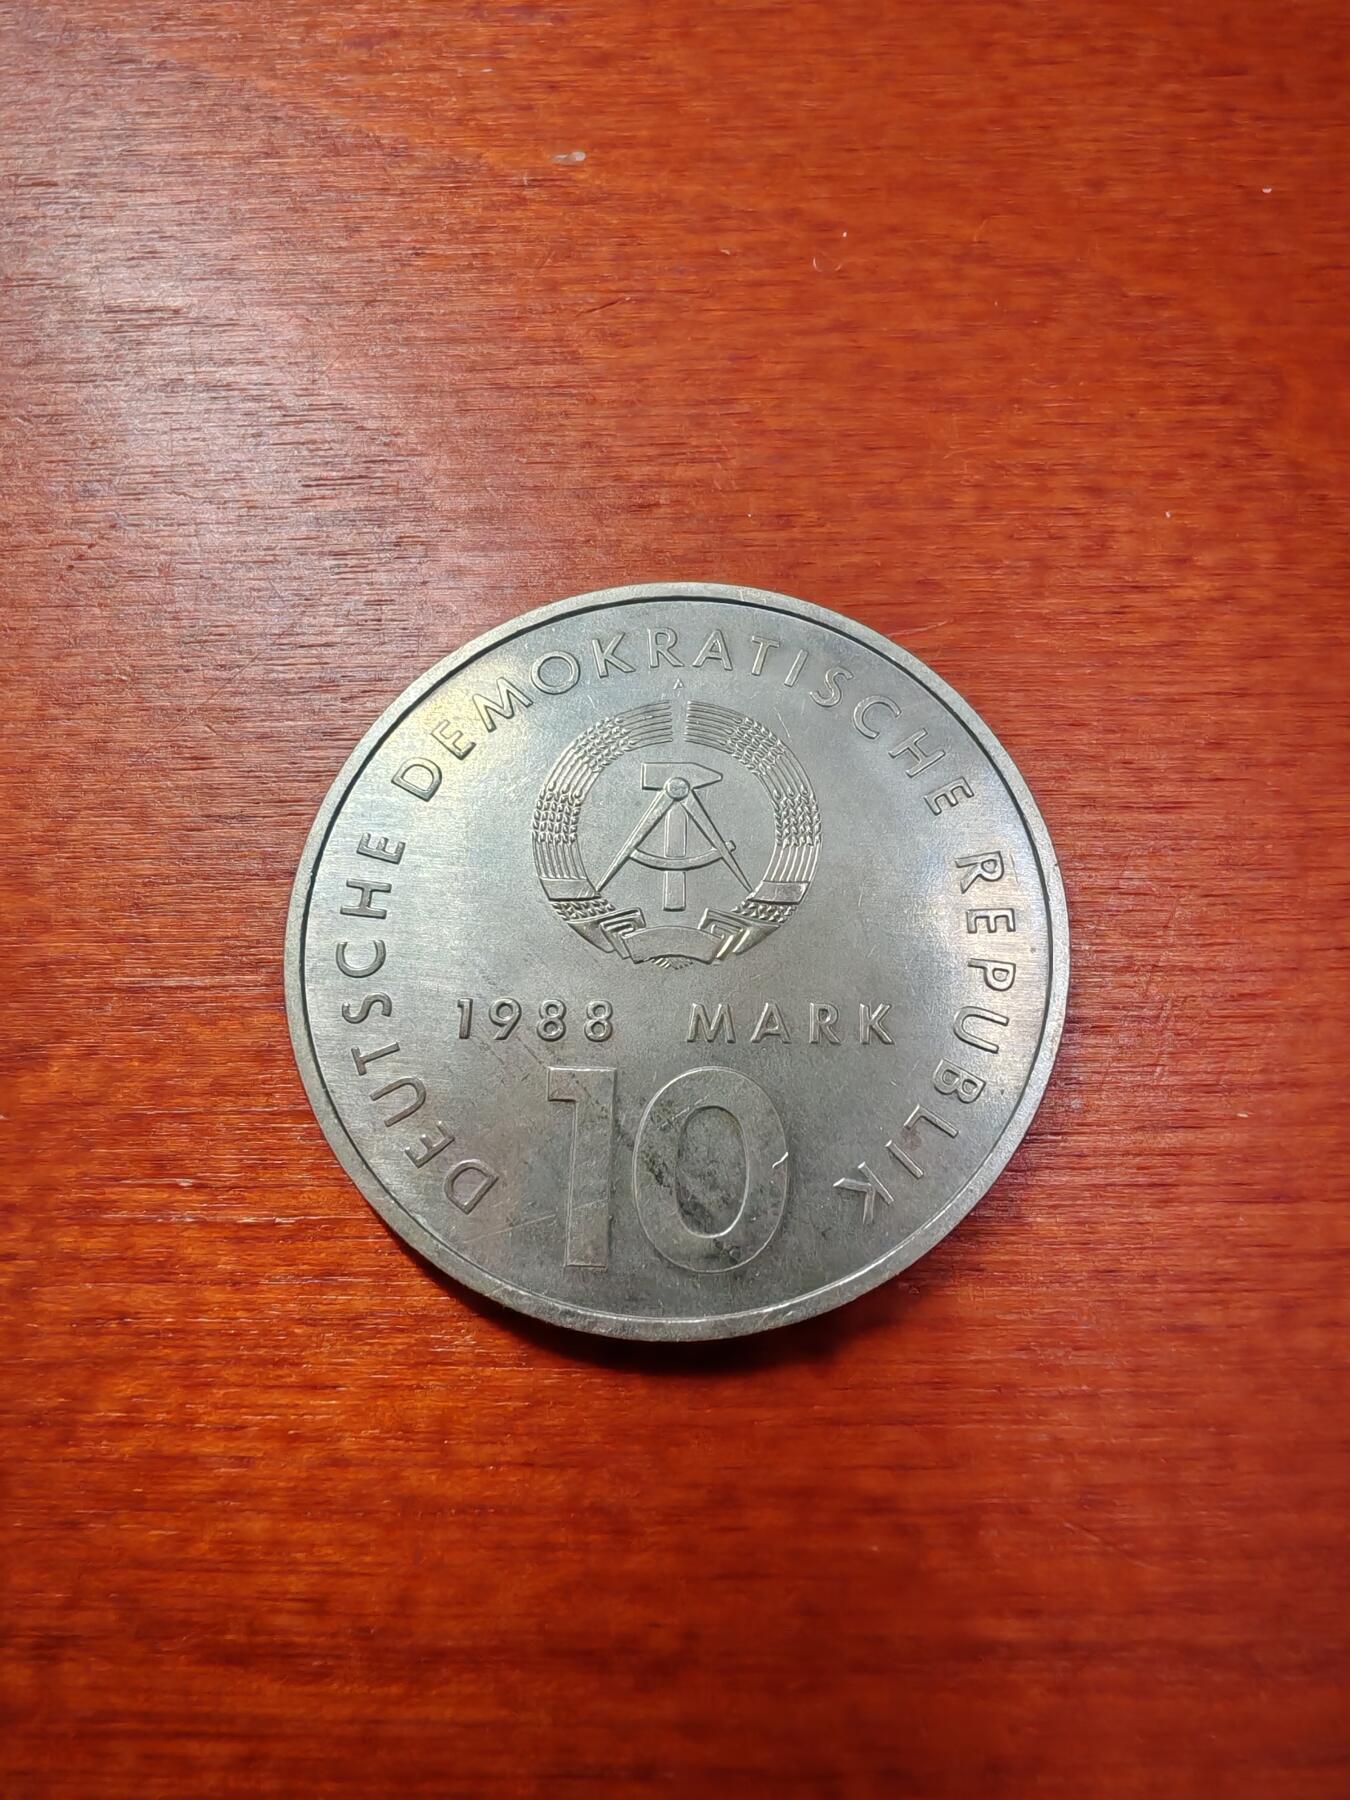 DEUTSCHE DEMOKRATISCHE REPUBLIK
A
1988 MARK
10